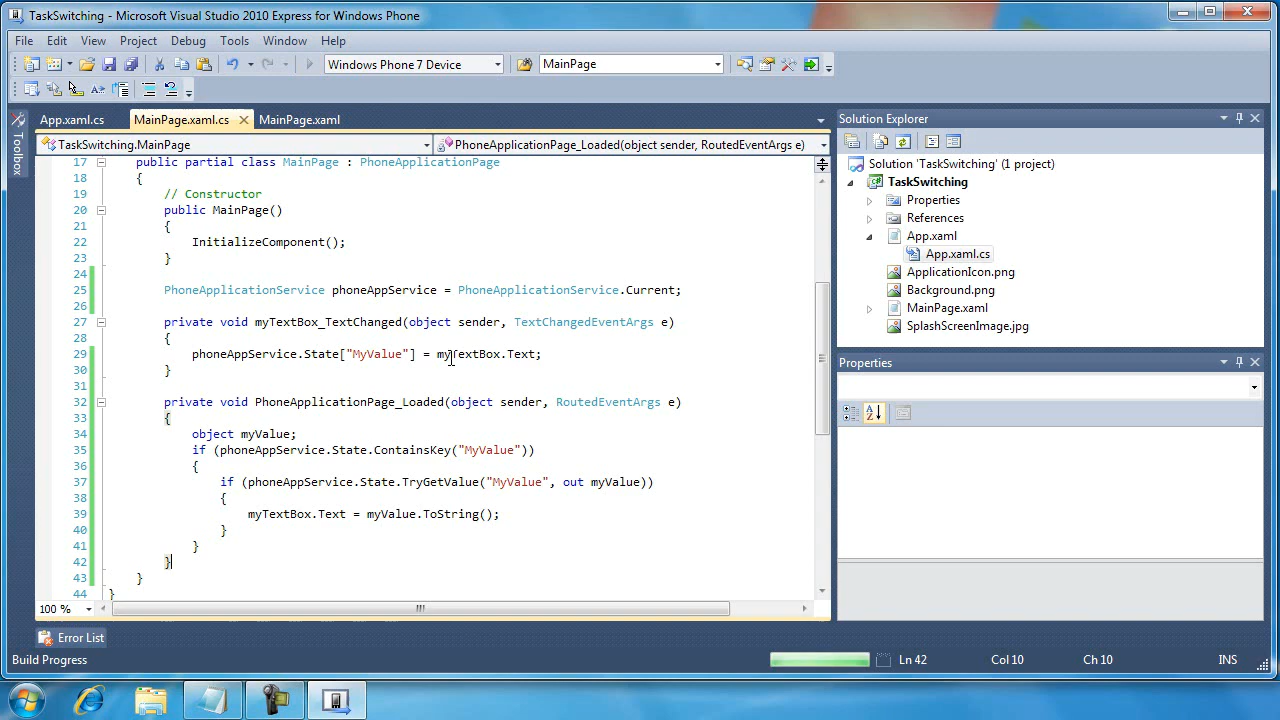 TaskSwitching - Microsoft Visual Studio 2010 Express for Windows Phone
File Edit View Project Debug Tools Window Help
Windows Phone 7 Device MainPage
App.xaml.cs MainPage.xaml.cs MainPage.xaml
TaskSwitching.MainPage PhoneApplicationPage_Loaded(object sender, RoutedEventArgs e)
Toolbox
17 public partial class MainPage : PhoneApplicationPage
18 {
19 // Constructor
20 public MainPage()
21 {
22 InitializeComponent();
23 }
24
25 PhoneApplicationService phoneAppService = PhoneApplicationService.Current;
26
27 private void myTextBox_TextChanged(object sender, TextChangedEventArgs e)
28 {
29 phoneAppService.State["MyValue"] = myTextBox.Text;
30 }
31
32 private void PhoneApplicationPage_Loaded(object sender, RoutedEventArgs e)
33 {
34 object myValue;
35 if (phoneAppService.State.ContainsKey("MyValue"))
36 {
37 if (phoneAppService.State.TryGetValue("MyValue", out myValue))
38 {
39 myTextBox.Text = myValue.ToString();
40 }
41 }
42 }
43 }
44 }
100 %
Solution Explorer
Solution 'TaskSwitching' (1 project)
TaskSwitching
Properties
References
App.xaml
App.xaml.cs
ApplicationIcon.png
Background.png
MainPage.xaml
SplashScreenImage.jpg
Properties
Error List
Build Progress Ln 42 Col 10 Ch 10 INS